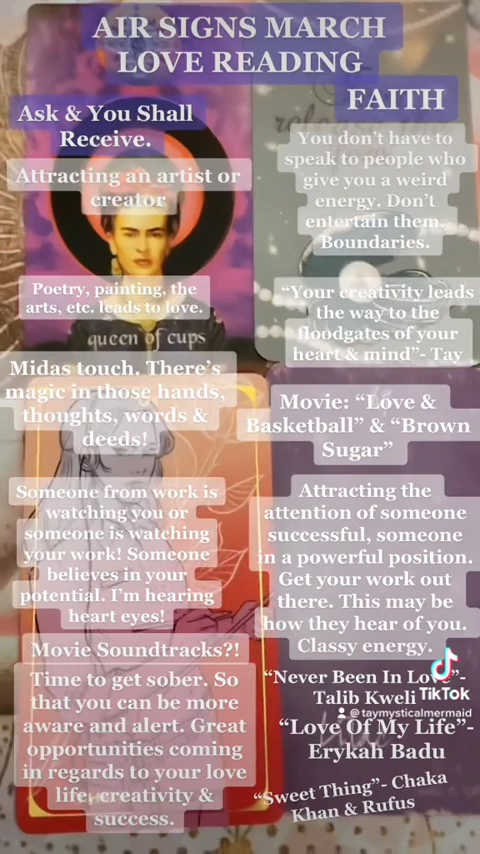 AIR SIGNS MARCH
LOVE READING
Ask & You Shall
Receive.
Attracting an artist or
creator
Poetry, painting, the
arts, etc. leads to love.
queen of cups
Midas touch. There's
magic in those hands,
thoughts, words &
deeds!
Someone from work is
watching you or
someone is watching
your work! Someone
believes in your
potential. I'm hearing
heart eyes!
Movie Soundtracks?!
Time to get sober. So
that you can be more
aware and alert. Great
opportunities coming
in regards to your love
life, creativity &
success.
FAITH
You don't have to
speak to people who
give you a weird
energy. Don't
entertain them.
Boundaries.
“Your creativity leads
the way to the
floodgates of your
heart & mind”- Tay
Movie: “Love &
Basketball” & “Brown
Sugar”
Attracting the
attention of someone
successful, someone
in a powerful position.
Get your work out
there. This may be
how they hear of you.
Classy energy.
“Never Been In Love”-
Talib Kweli
TikTok
@taymysticalmermaid
“Love Of My Life”-
Erykah Badu
“Sweet Thing”- Chaka
Khan & Rufus